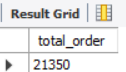 Result Grid
total_order
21350